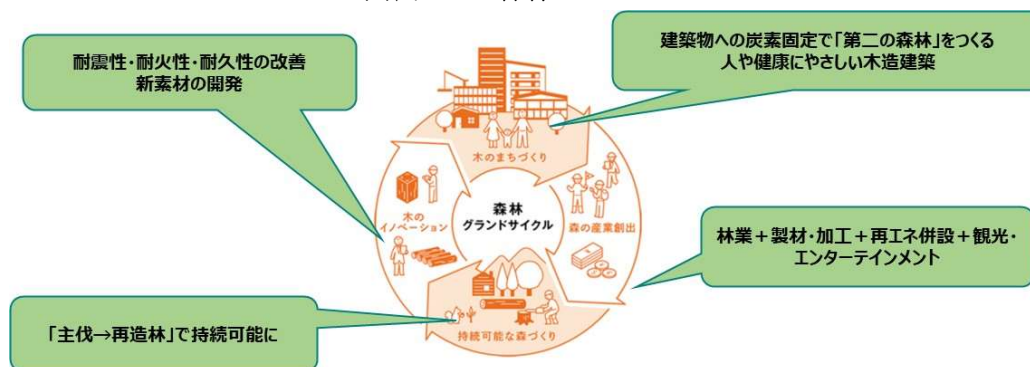 耐震性・耐火性・耐久性の改善
新素材の開発
建築物への炭素固定で「第二の森林」をつくる
人や健康にやさしい木造建築
木のまちづくり
木の
イノベーション
森林
グランドサイクル
森の産業創出
林業＋製材・加工＋再エネ併設＋観光・
エンターテインメント
「主伐→再造林」で持続可能に
持続可能な森づくり